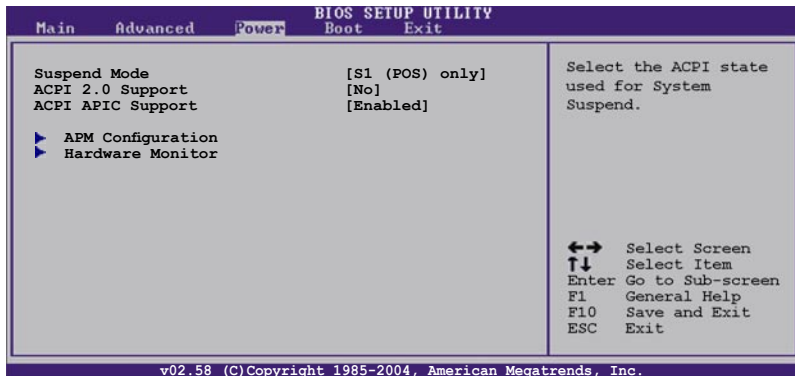 BIOS SETUP UTILITY
Main Advanced Power Boot Exit
Suspend Mode [S1 (POS) only]
ACPI 2.0 Support [No]
ACPI APIC Support [Enabled]
APM Configuration
Hardware Monitor
Select the ACPI state
used for System
Suspend.
←→ Select Screen
↑↓ Select Item
Enter Go to Sub-screen
F1 General Help
F10 Save and Exit
ESC Exit
v02.58 (C)Copyright 1985-2004, American Megatrends, Inc.